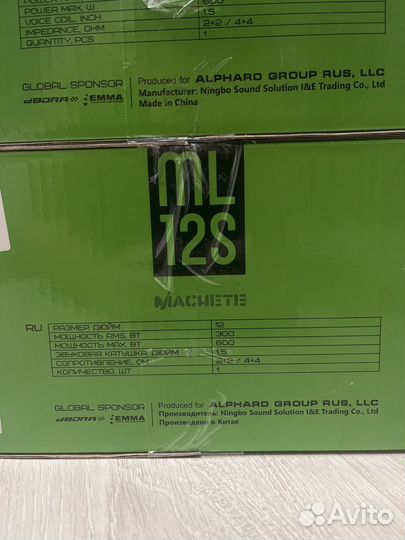 POWER MAX, W 600
VOICE COIL, INCH 1.5
IMPEDANCE, OHM 2+2 / 4+4
QUANTITY, PCS 1
GLOBAL SPONSOR
dBDRA EMMA
Produced for ALPHARD GROUP RUS, LLC
Manufacturer: Ningbo Sound Solution I&E Trading Co., Ltd
Made in China
ML
12S
MACHETE
RU
РАЗМЕР, ДЮЙМ 12
МОЩНОСТЬ RMS, ВТ 300
МОЩНОСТЬ MAX, ВТ 600
ЗВУКОВАЯ КАТУШКА, ДЮЙМ 1.5
СОПРОТИВЛЕНИЕ, ОМ 2+2 / 4+4
КОЛИЧЕСТВО, ШТ 1
GLOBAL SPONSOR
dBDRA EMMA
Produced for ALPHARD GROUP RUS, LLC
Производитель: Ningbo Sound Solution I&E Trading Co., Ltd
Произведено в Китае
Avito